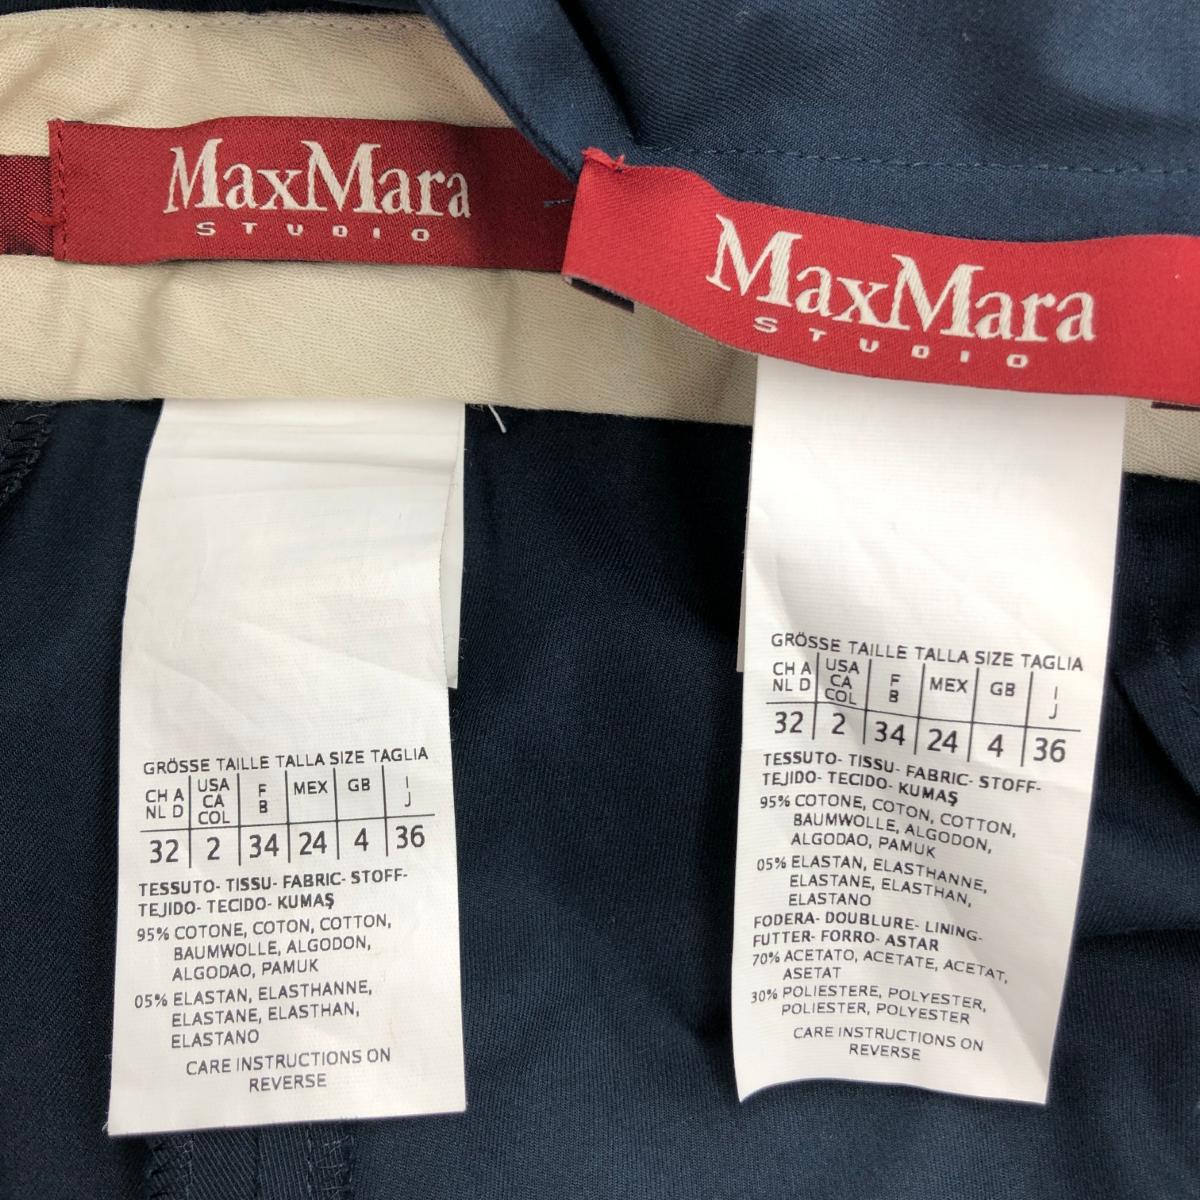 MaxMara
STUDIO
GRÖSSE TAILLE TALLA SIZE TAGLIA
CH A NL D USA CA COL F B MEX GB I J
32 2 34 24 4 36
TESSUTO- TISSU- FABRIC- STOFF-
TEJIDO- TECIDO- KUMAŞ
95% COTONE, COTON, COTTON,
BAUMWOLLE, ALGODON,
ALGODAO, PAMUK
05% ELASTAN, ELASTHANNE,
ELASTANE, ELASTHAN,
ELASTANO
CARE INSTRUCTIONS ON
REVERSE
MaxMara
STUDIO
GRÖSSE TAILLE TALLA SIZE TAGLIA
CH A NL D USA CA COL F B MEX GB I J
32 2 34 24 4 36
TESSUTO- TISSU- FABRIC- STOFF-
TEJIDO- TECIDO- KUMAŞ
95% COTONE, COTON, COTTON,
BAUMWOLLE, ALGODON,
ALGODAO, PAMUK
05% ELASTAN, ELASTHANNE,
ELASTANE, ELASTHAN,
ELASTANO
FODERA- DOUBLURE- LINING-
FUTTER- FORRO- ASTAR
70% ACETATO, ACETATE, ACETAT,
ASETAT
30% POLIESTERE, POLYESTER,
POLIESTER, POLYESTER
CARE INSTRUCTIONS ON
REVERSE